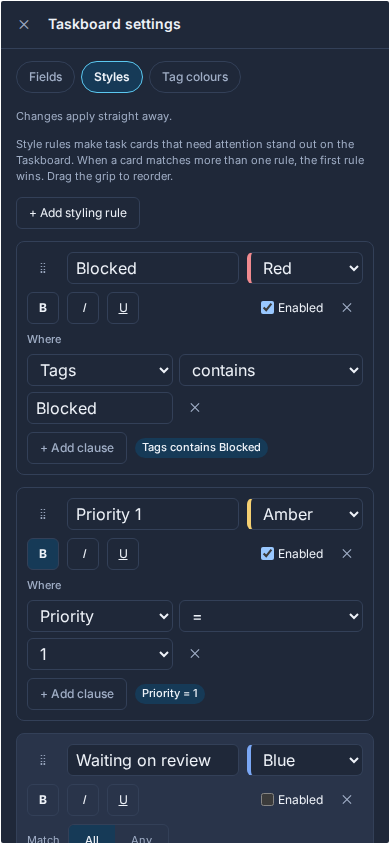 Taskboard settings
Fields Styles Tag colours
Changes apply straight away.
Style rules make task cards that need attention stand out on the
Taskboard. When a card matches more than one rule, the first rule
wins. Drag the grip to reorder.
+ Add styling rule
Blocked Red
B I U Enabled
Where
Tags contains
Blocked
+ Add clause Tags contains Blocked
Priority 1 Amber
B I U Enabled
Where
Priority =
1
+ Add clause Priority = 1
Waiting on review Blue
B I U Enabled
Match All Any